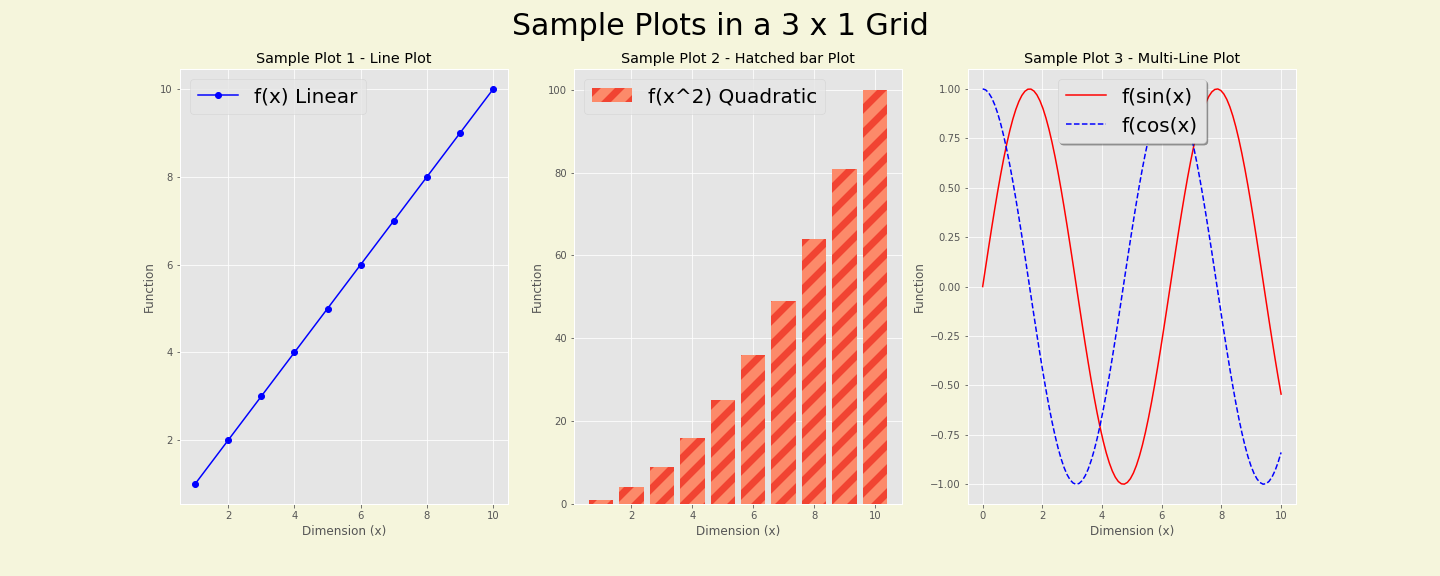 Sample Plots in a 3 x 1 Grid
Sample Plot 1 - Line Plot
f(x) Linear
10
8
6
4
2
Function
2 4 6 8 10
Dimension (x)
Sample Plot 2 - Hatched bar Plot
f(x^2) Quadratic
100
80
60
40
20
0
Function
2 4 6 8 10
Dimension (x)
Sample Plot 3 - Multi-Line Plot
f(sin(x)
f(cos(x)
1.00
0.75
0.50
0.25
0.00
−0.25
−0.50
−0.75
−1.00
Function
0 2 4 6 8 10
Dimension (x)